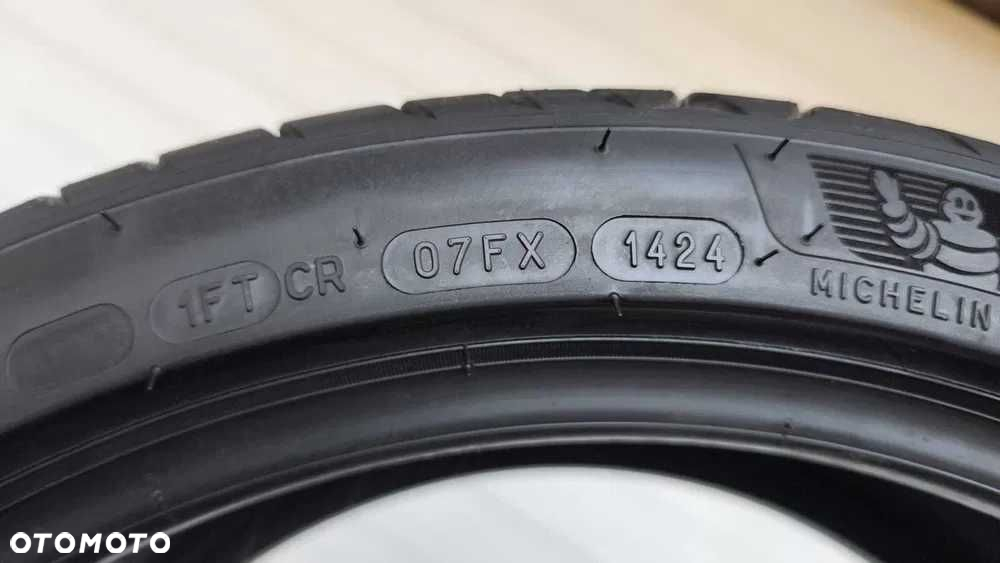 1FT CR 07FX 1424
MICHELIN
OTOMOTO